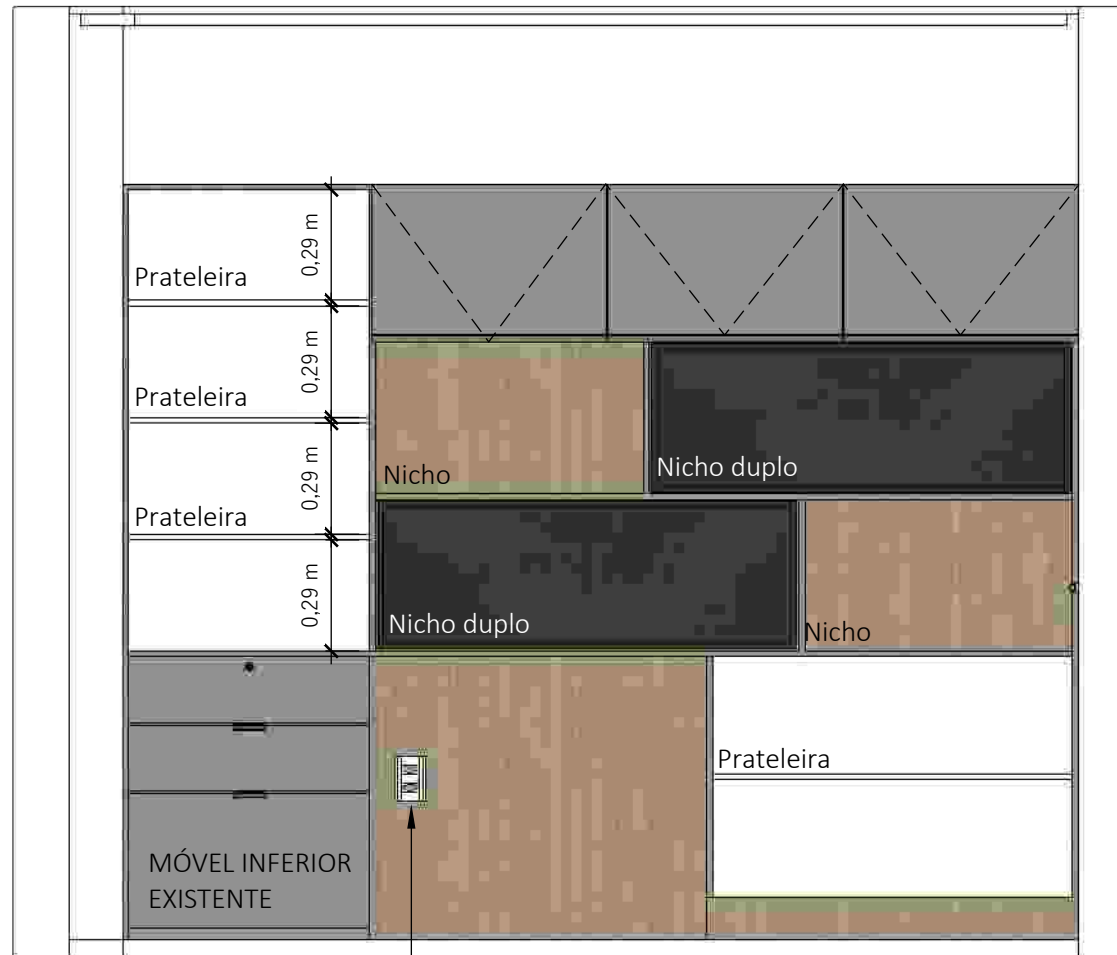 0,29 m
Prateleira
0,29 m
Prateleira
Nicho
Nicho duplo
0,29 m
Prateleira
0,29 m
Nicho duplo
Nicho
Prateleira
MÓVEL INFERIOR
EXISTENTE